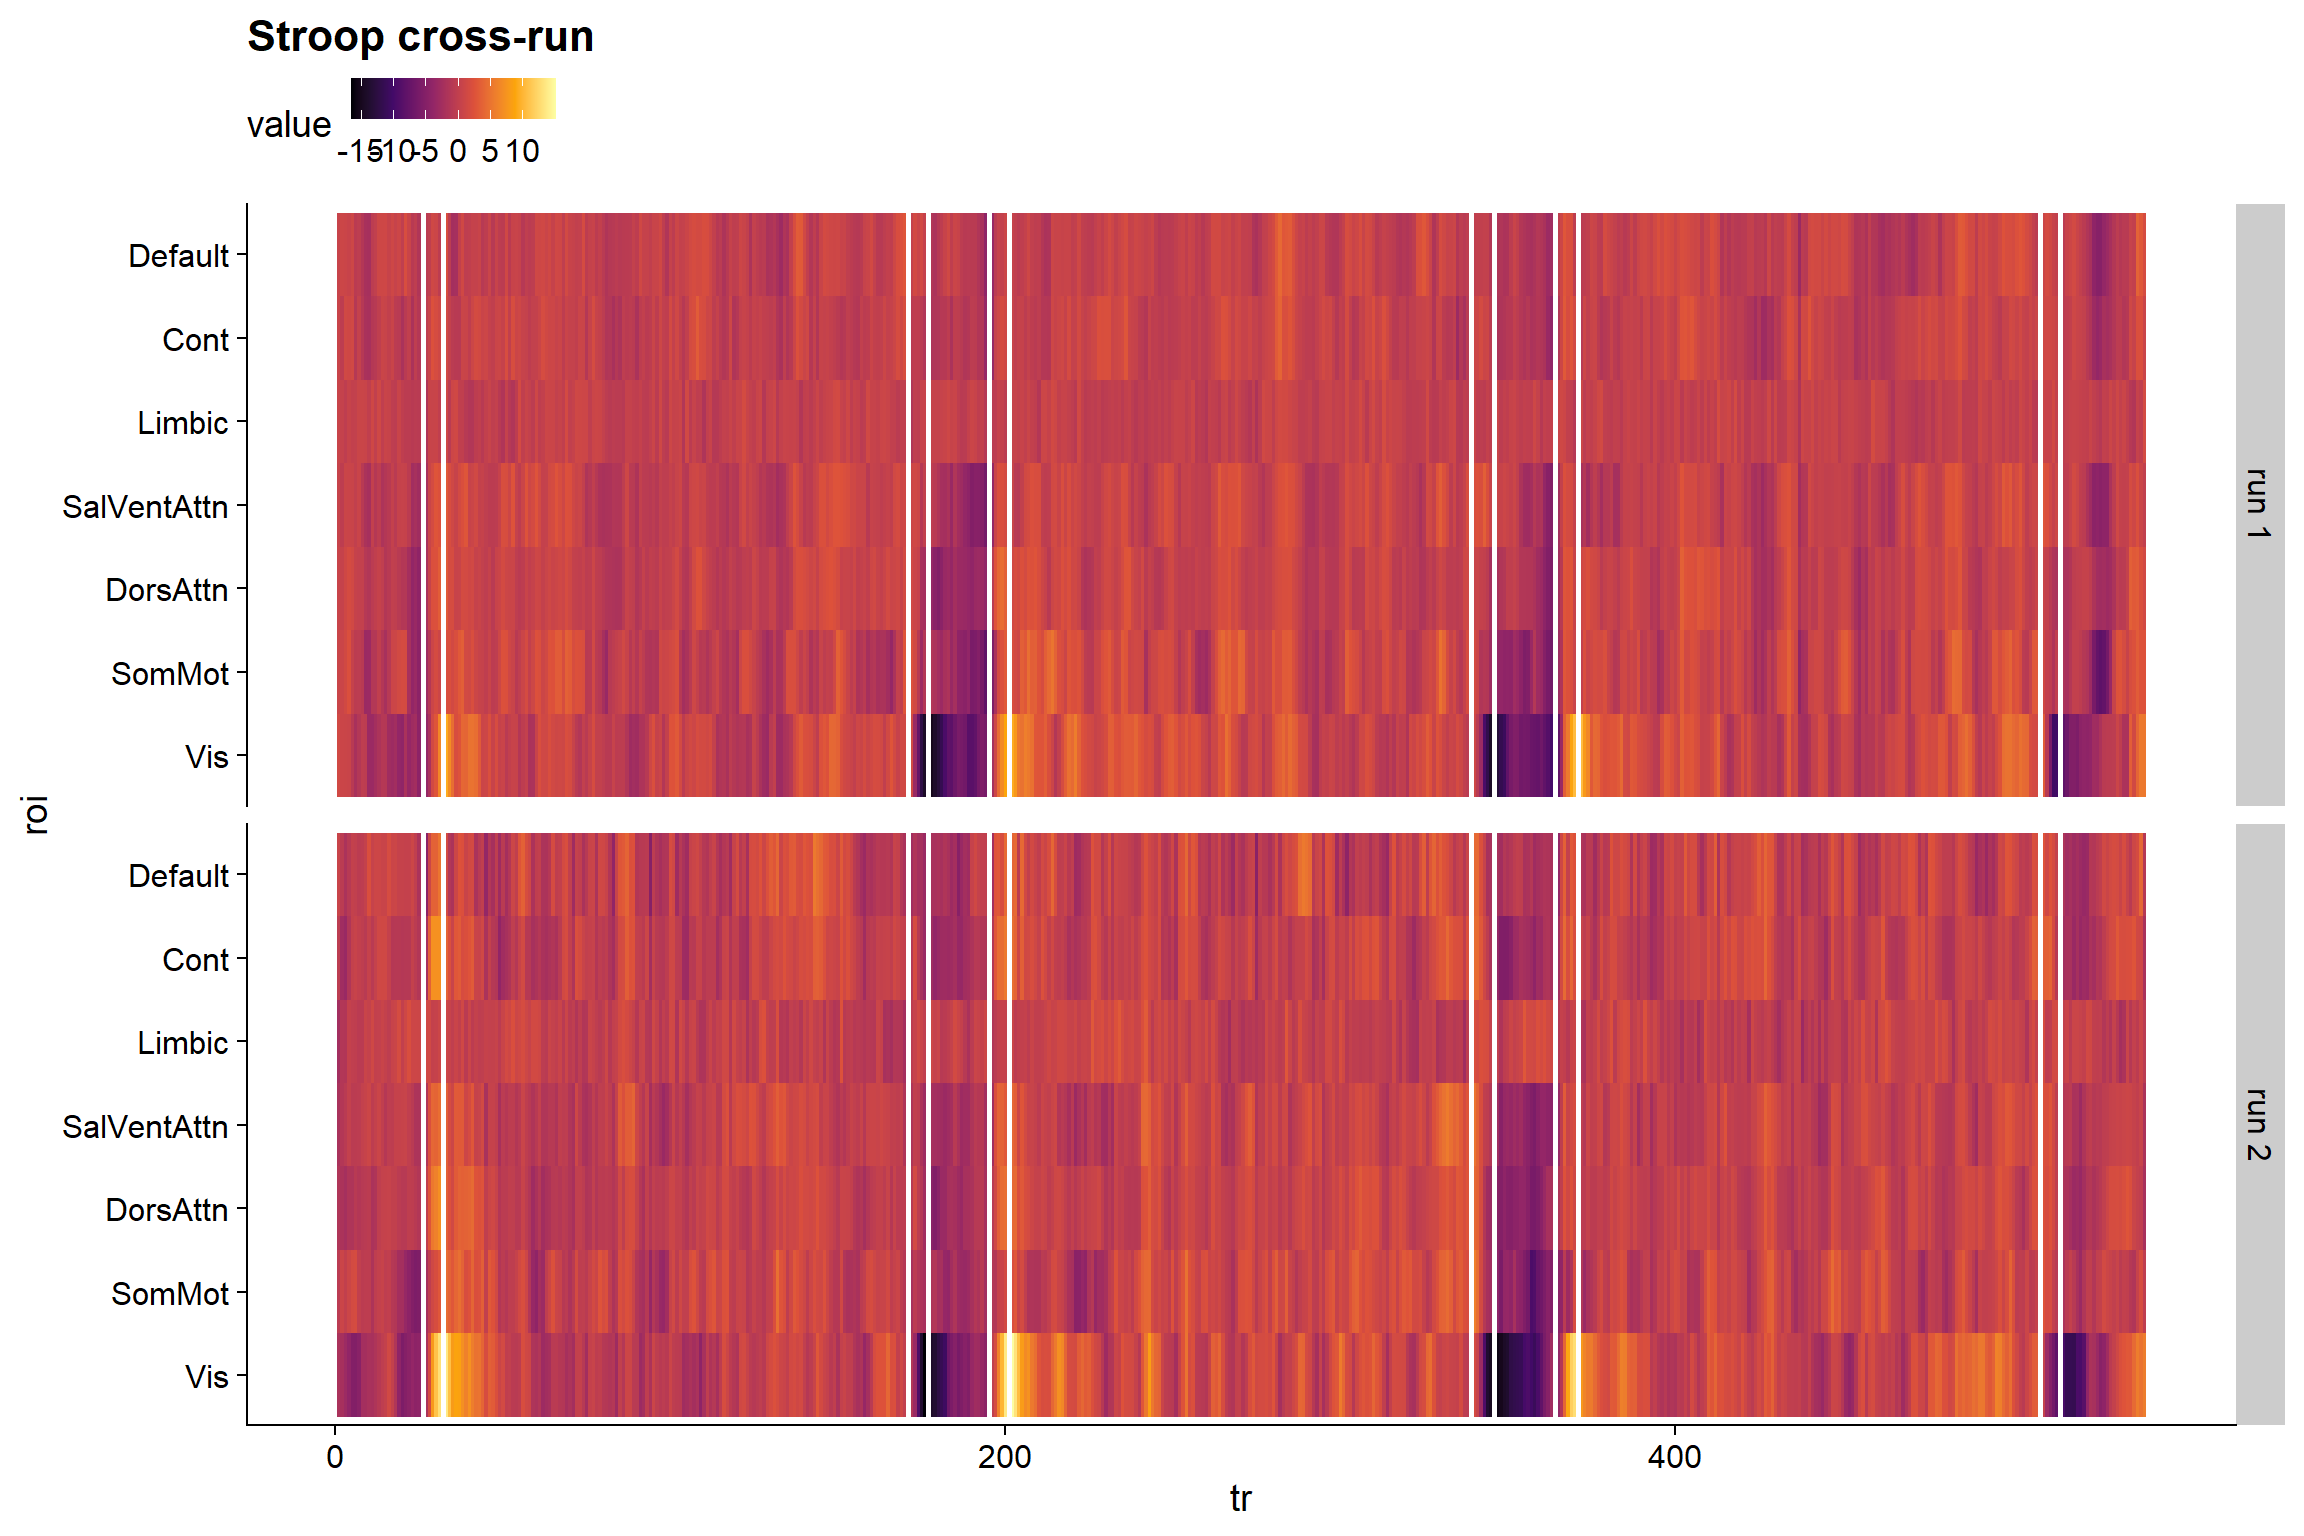 Stroop cross-run
value
-15 -10 -5 0 5 10
Default
Cont
Limbic
SalVentAttn
DorsAttn
SomMot
Vis
run 1
roi
Default
Cont
Limbic
SalVentAttn
DorsAttn
SomMot
Vis
run 2
0 200 400
tr